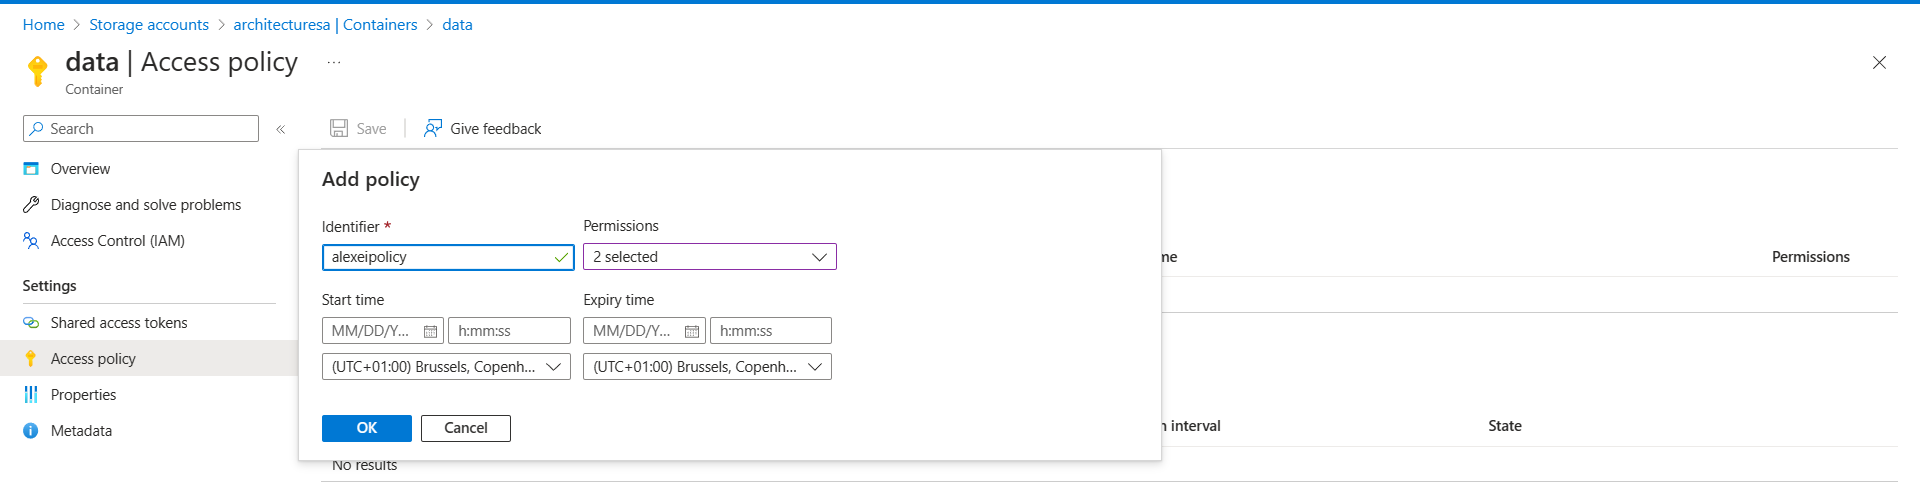 Home > Storage accounts > architecturesa | Containers > data
data | Access policy ...
Container
Search «
Save | Give feedback
Overview
Diagnose and solve problems
Access Control (IAM)
Settings
Shared access tokens
Access policy
Properties
Metadata
Add policy
Identifier * Permissions
alexeipolicy 2 selected
Start time Expiry time
MM/DD/Y... h:mm:ss MM/DD/Y... h:mm:ss
(UTC+01:00) Brussels, Copenh... (UTC+01:00) Brussels, Copenh...
OK Cancel
me Permissions
n interval State
No results